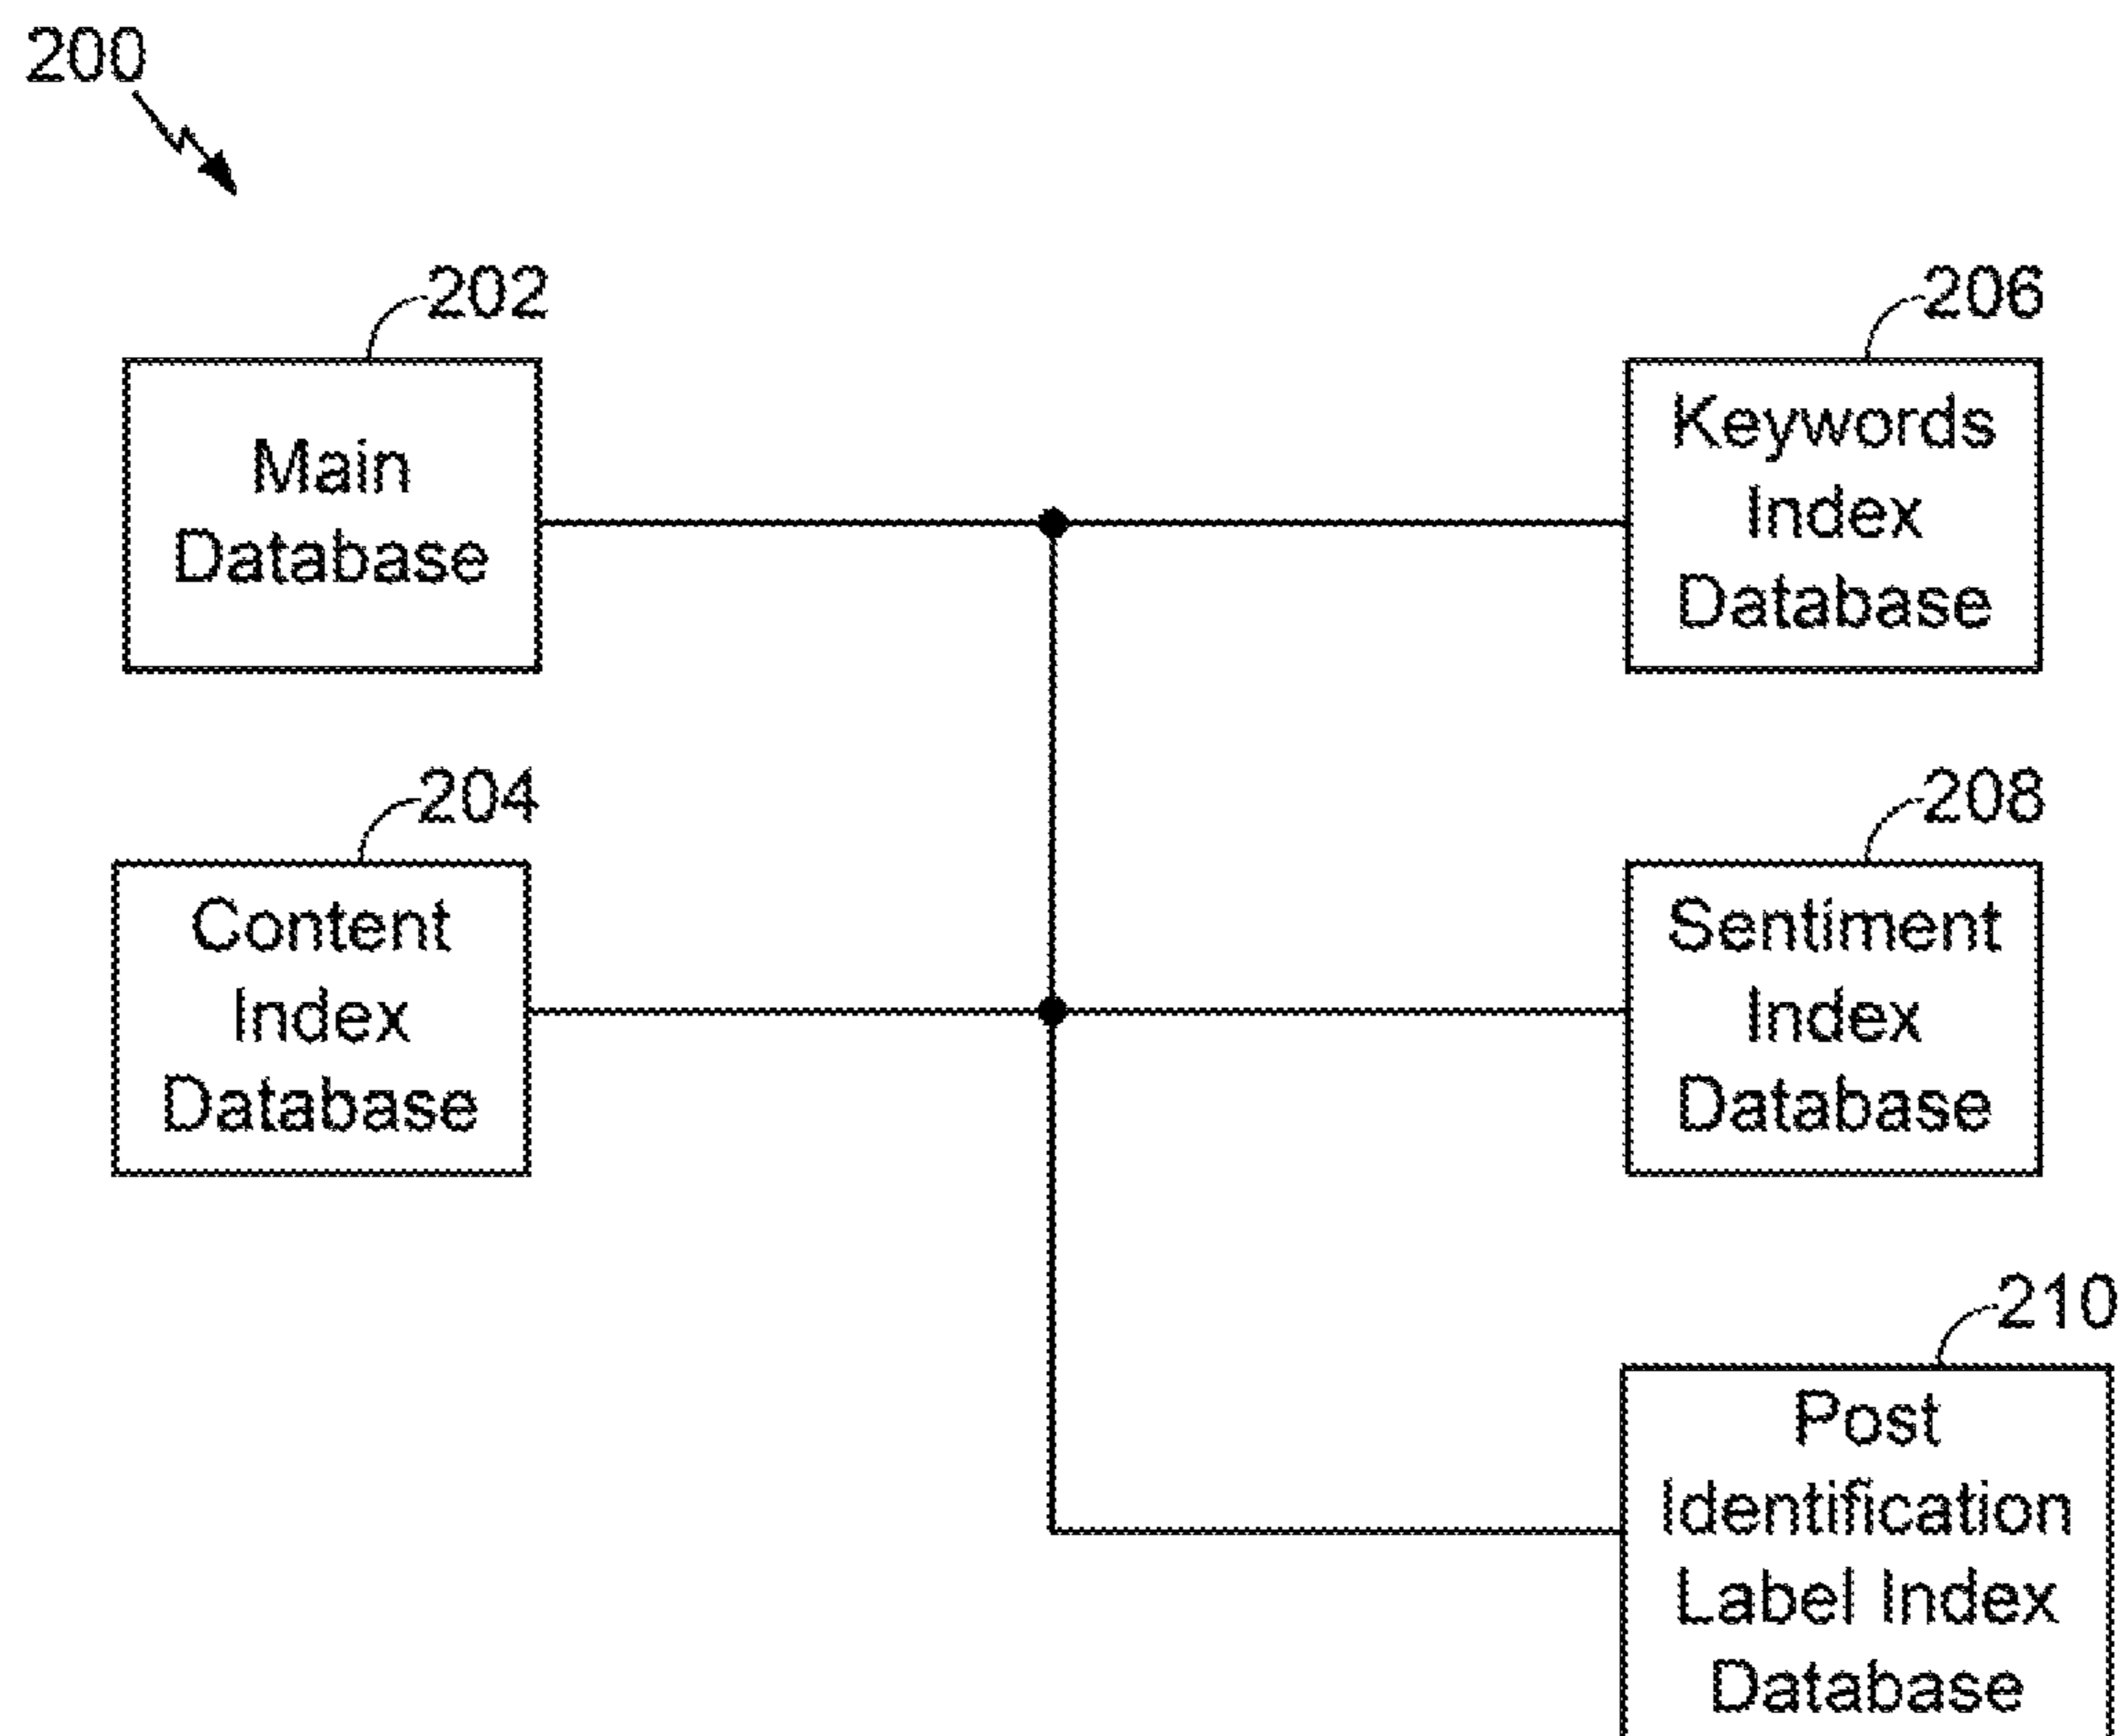 200
202
Main
Database
206
Keywords
Index
Database
204
Content
Index
Database
208
Sentiment
Index
Database
210
Post
Identification
Label Index
Database